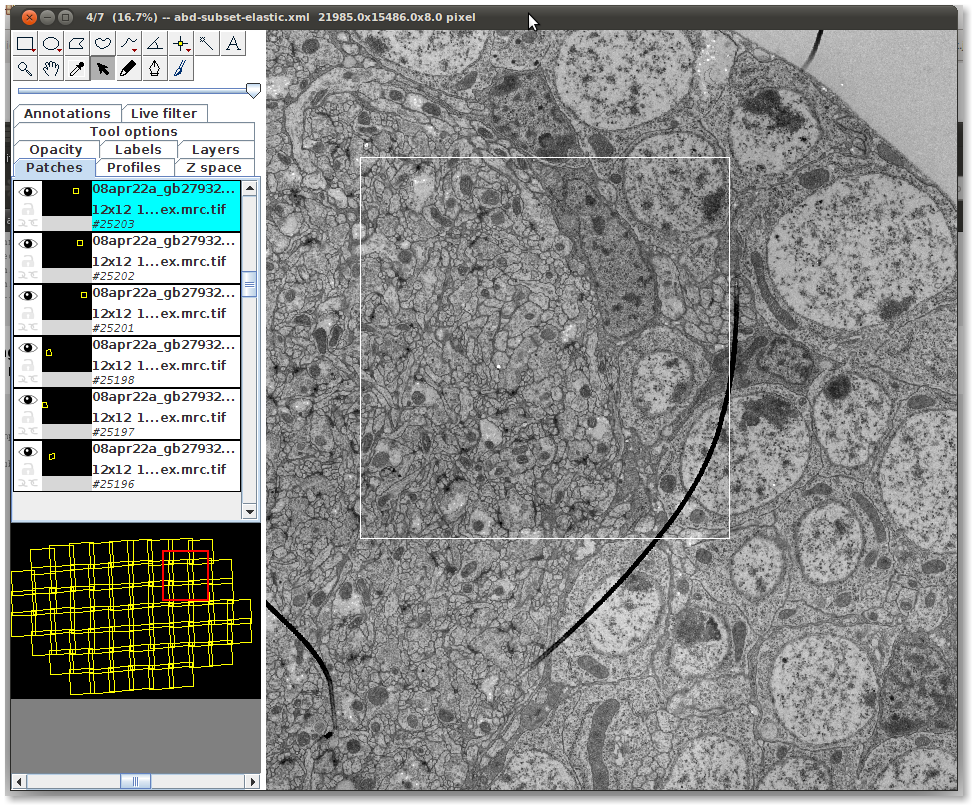 4/7 (16.7%) -- abd-subset-elastic.xml 21985.0x15486.0x8.0 pixel
A
Annotations Live filter
Tool options
Opacity Labels Layers
Patches Profiles Z space
08apr22a_gb27932...
12x12 1...ex.mrc.tif
#25203
08apr22a_gb27932...
12x12 1...ex.mrc.tif
#25202
08apr22a_gb27932...
12x12 1...ex.mrc.tif
#25201
08apr22a_gb27932...
12x12 1...ex.mrc.tif
#25198
08apr22a_gb27932...
12x12 1...ex.mrc.tif
#25197
08apr22a_gb27932...
12x12 1...ex.mrc.tif
#25196